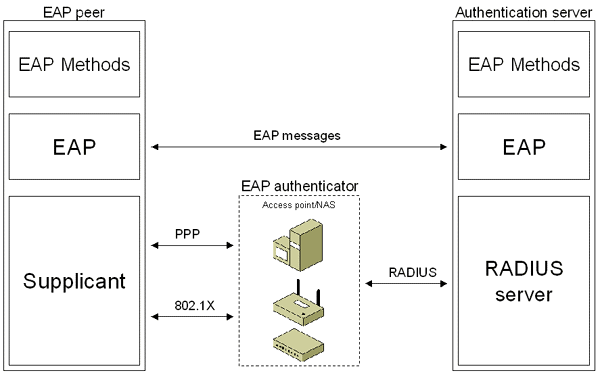 EAP peer
Authentication server
EAP Methods
EAP Methods
EAP
EAP messages
EAP
EAP authenticator
Access point/NAS
PPP
Supplicant
RADIUS
RADIUS
server
802.1X